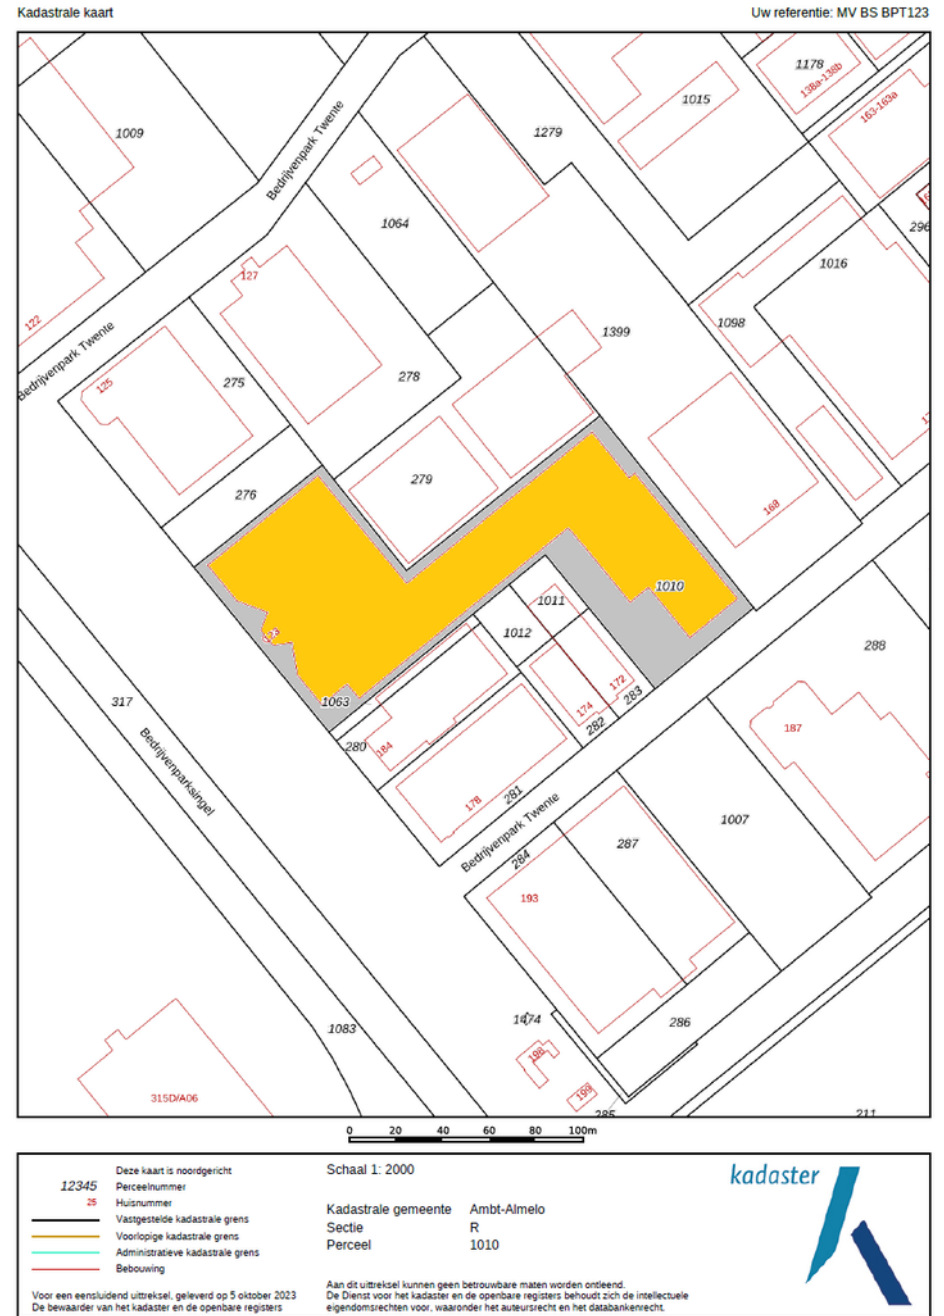 Kadastrale kaart
Uw referentie: MV BS BPT123
1178
138a-138b
1015
163-163a
1009
1279
Bedrijvenpark Twente
1064
296
1016
127
122
1098
Bedrijvenpark Twente
1399
275
278
125
279
276
168
1010
1011
1012
288
172
283
1063
317
174
282
187
280
184
Bedrijvenparksingel
178
281
Bedrijvenpark Twente
1007
287
284
193
1474
286
1083
198
199
315D/A06
285
211
0 20 40 60 80 100m
Deze kaart is noordgericht
12345 Perceelnummer
25 Huisnummer
Vastgestelde kadastrale grens
Voorlopige kadastrale grens
Administratieve kadastrale grens
Bebouwing
Voor een eensluidend uittreksel, geleverd op 5 oktober 2023
De bewaarder van het kadaster en de openbare registers
Schaal 1: 2000
Kadastrale gemeente Ambt-Almelo
Sectie R
Perceel 1010
Aan dit uittreksel kunnen geen betrouwbare maten worden ontleend.
De Dienst voor het kadaster en de openbare registers behoudt zich de intellectuele
eigendomsrechten voor, waaronder het auteursrecht en het databankenrecht.
kadaster